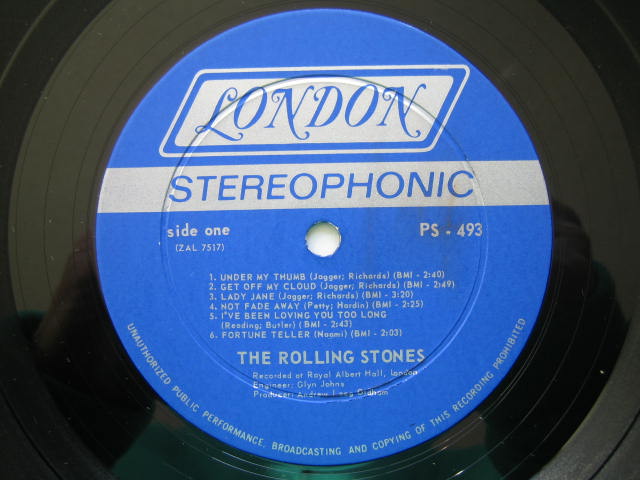 LONDON
STEREOPHONIC
side one
PS - 493
(ZAL. 7517)
1. UNDER MY THUMB (Jagger; Richards) (BMI - 2:40)
2. GET OFF MY CLOUD (Jagger; Richards) (BMI - 2:49)
3. LADY JANE (Jagger; Richards) (BMI - 3:20)
4. NOT FADE AWAY (Petty; Hardin) (BMI - 2:25)
5. I'VE BEEN LOVING YOU TOO LONG
(Reading; Butler) (BMI - 2:43)
6. FORTUNE TELLER (Naomi) (BMI - 2:03)
THE ROLLING STONES
Recorded at Royal Albert Hall, london
Engineer: Glyn Johns
Producer: Andrew Loog Oldham
UNAUTHORIZED PUBLIC PERFORMANCE, BROADCASTING AND COPYING OF THIS RECORDING PROHIBITED